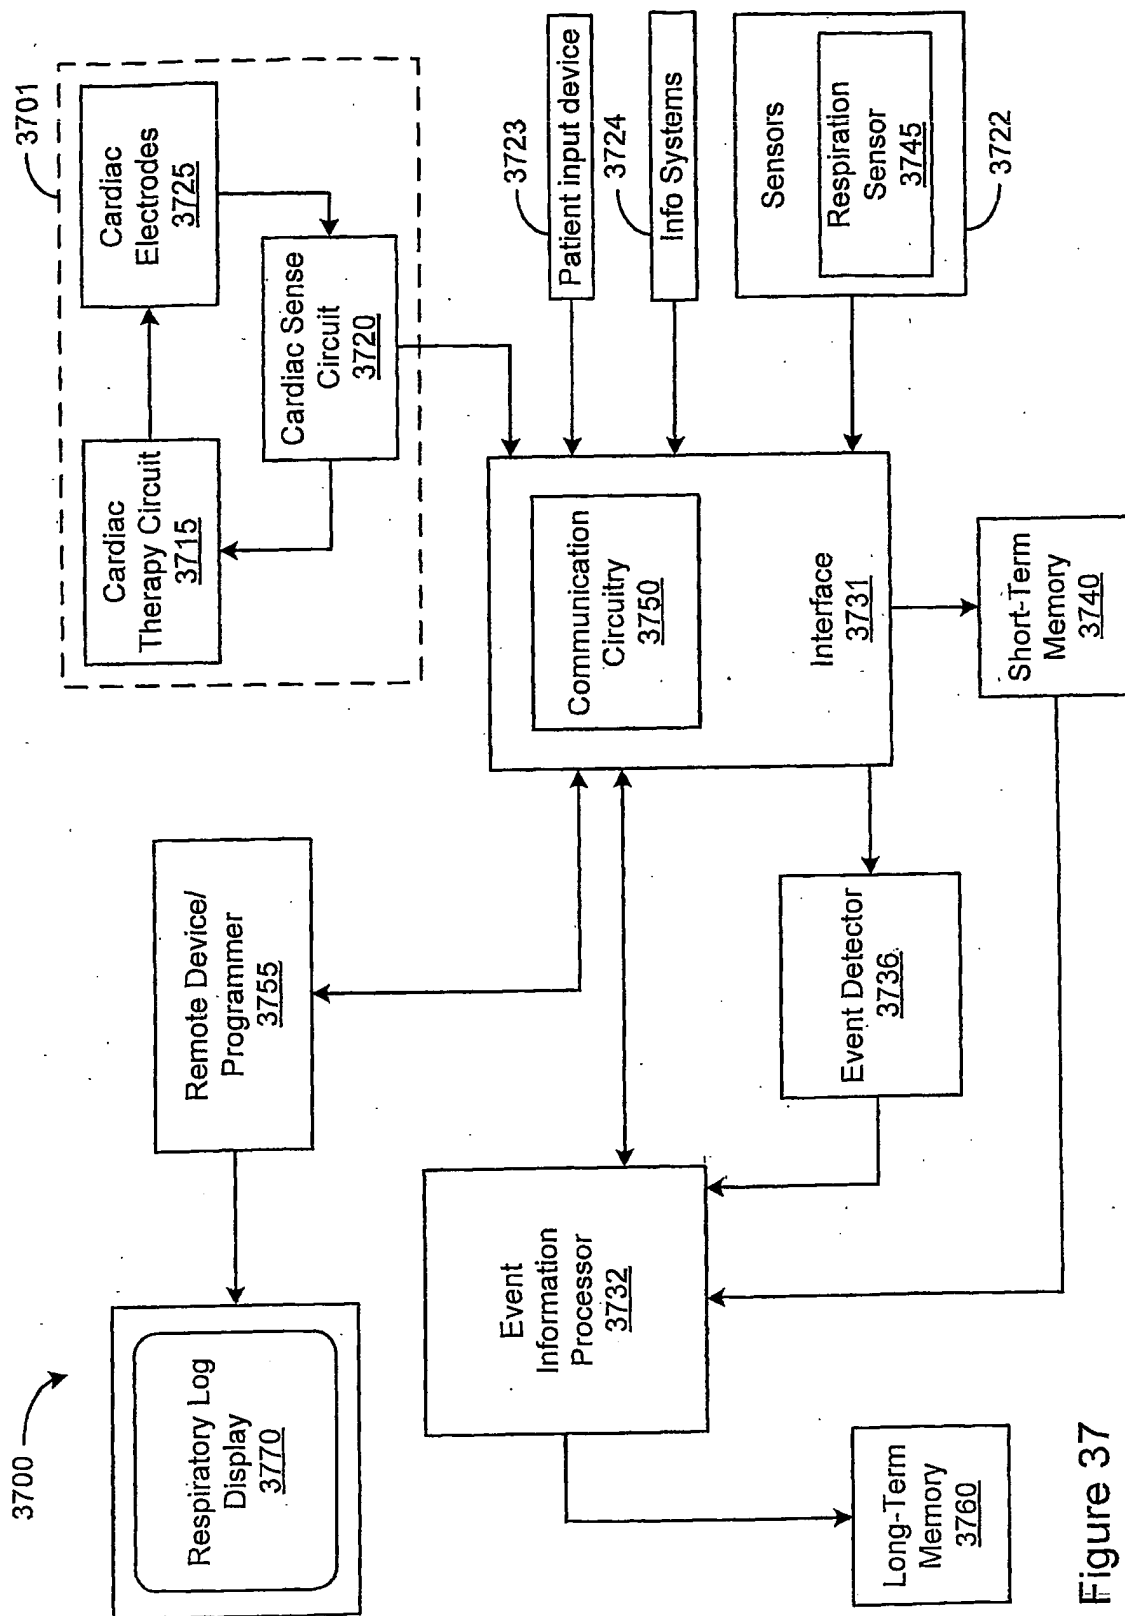 3700
Respiratory Log
Display
3770
Remote Device/
Programmer
3755
3701
Cardiac
Therapy Circuit
3715
Cardiac
Electrodes
3725
Cardiac Sense
Circuit
3720
3723
Patient input device
3724
Info Systems
Sensors
Respiration
Sensor
3745
3722
Communication
Circuitry
3750
Interface
3731
Event
Information
Processor
3732
Event Detector
3736
Short-Term
Memory
3740
Long-Term
Memory
3760
Figure 37